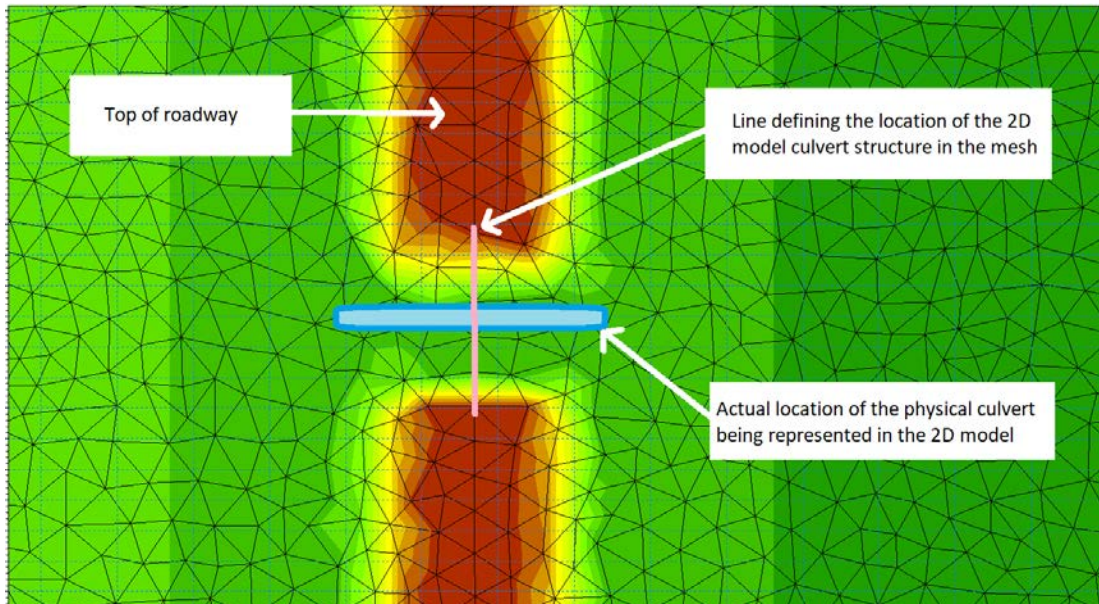 Top of roadway
Line defining the location of the 2D
model culvert structure in the mesh
Actual location of the physical culvert
being represented in the 2D model